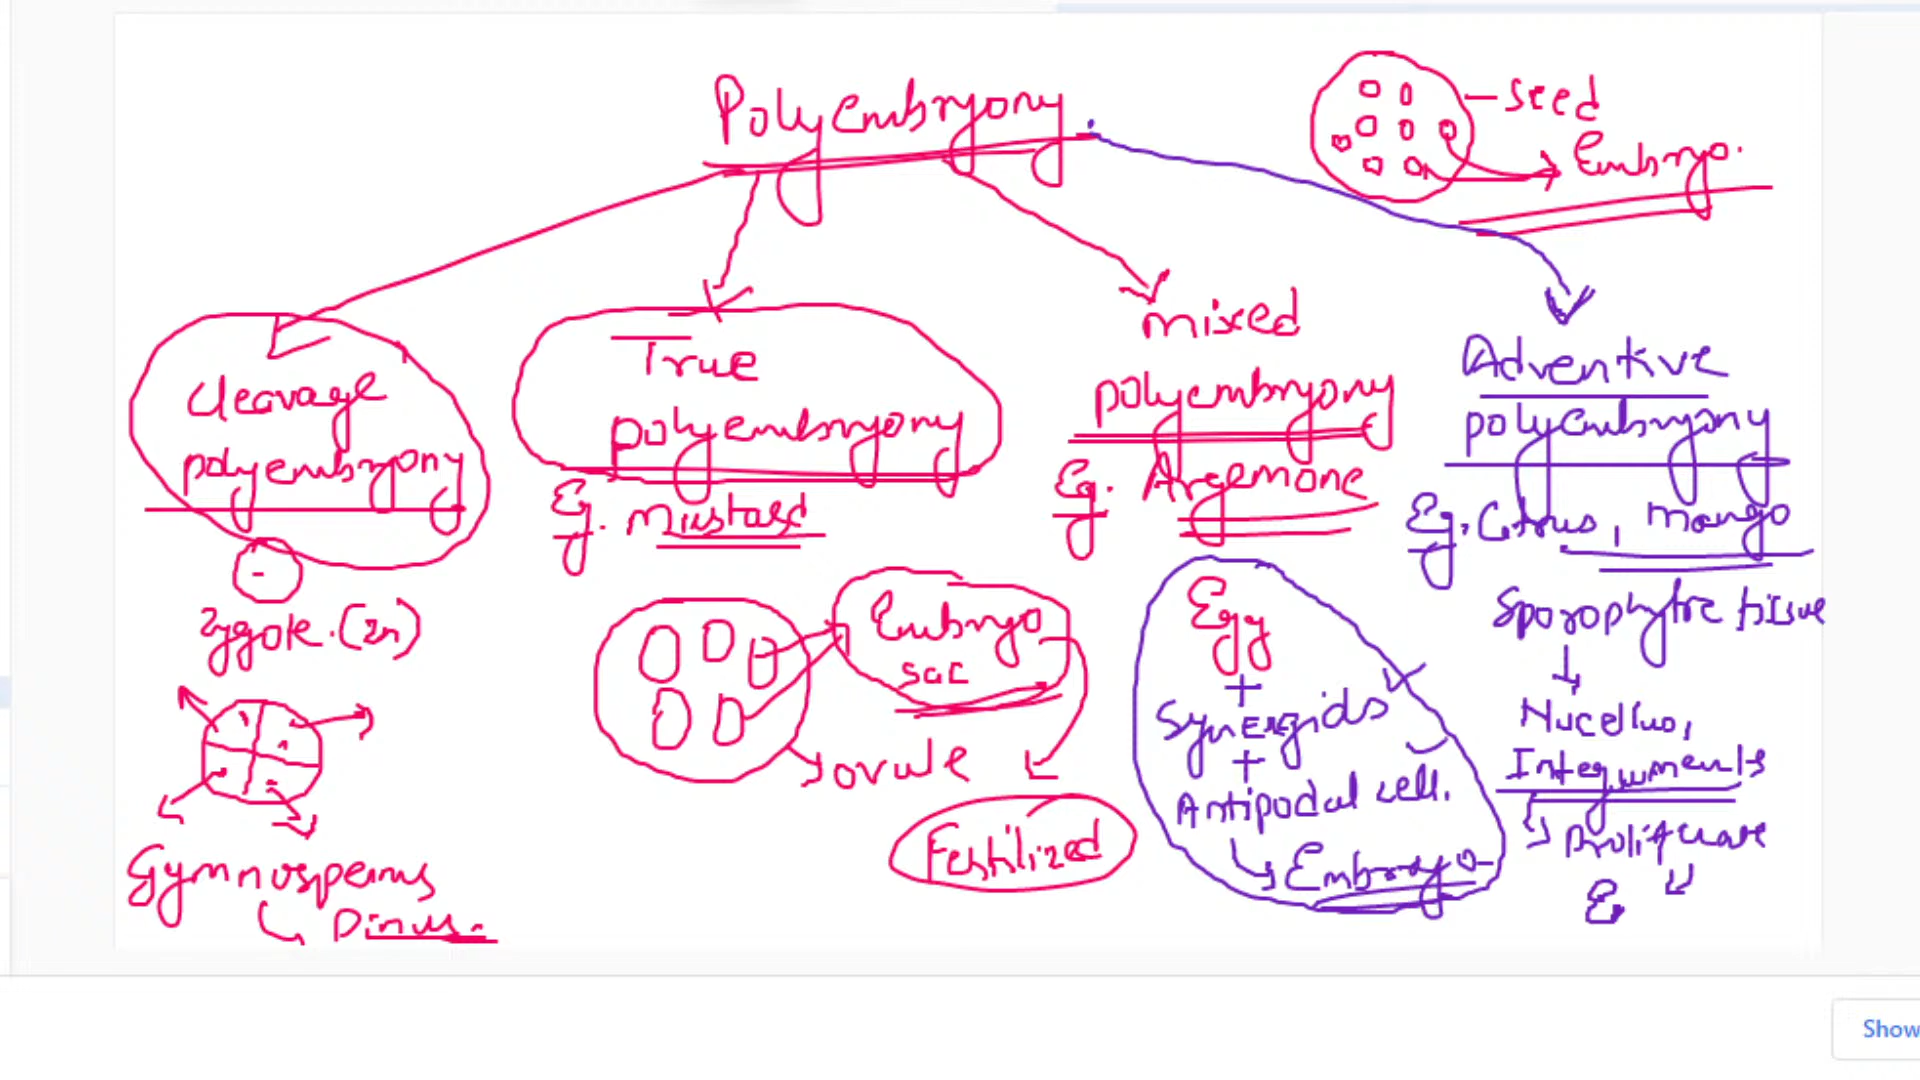 Polyembryony
seed
Embryo.
Cleavage
polyembryony
zygote.(2n)
Gymnosperms
Pinus.
True
polyembryony
Eg. Mustard
Embryo
sac
ovule
Fertilized
mixed
polyembryony
Eg. Argemone
Egg
+
Synergids
+
Antipodal cell.
Embryo
Adventive
polyembryony
Eg. Citrus, mango
Sporophytic tissue
Nucellus,
Integuments
Proliferate
E
Show